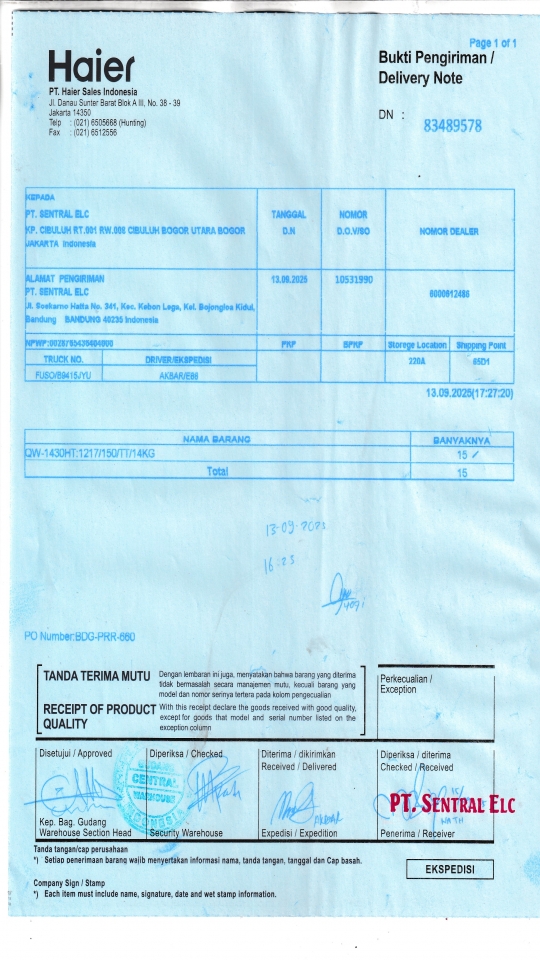 Page 1 of 1
Haier
Bukti Pengiriman /
Delivery Note
PT. Haier Sales Indonesia
Jl. Danau Sunter Barat Blok A III, No. 38 - 39
Jakarta 14350
Telp : (021) 6505668 (Hunting)
Fax : (021) 6512556
DN : 83489578
KEPADA
PT. SENTRAL ELC
KP. CIBULUH RT.001 RW.008 CIBULUH BOGOR UTARA BOGOR
JAKARTA Indonesia
TANGGAL
D.N
NOMOR
D.O.V/SO
NOMOR DEALER
ALAMAT PENGIRIMAN
PT. SENTRAL ELC
Jl. Soekarno Hatta No. 341, Kec. Kebon Lega, Kel. Bojongloa Kidul,
Bandung BANDUNG 40235 Indonesia
13.09.2025
10531990
6000612486
NPWP:0028765436404000
PKP
BPKP
Storege Location
Shipping Point
TRUCK NO.
DRIVER/EKSPEDISI
220A
65D1
FUSO/B9415JYU
AKBAR/E86
13.09.2025(17:27:20)
NAMA BARANG
BANYAKNYA
QW-1430HT:1217/150/TT/14KG
15
Total
15
16:23
PO Number:BDG-PRR-660
TANDA TERIMA MUTU
Dengan lembaran ini juga, menyatakan bahwa barang yang diterima
tidak bermasalah secara manajemen mutu, kecuali barang yang
model dan nomor serinya tertera pada kolom pengecualian
RECEIPT OF PRODUCT
QUALITY
With this receipt declare the goods received with good quality,
except for goods that model and serial number listed on the
exception column
Perkecualian /
Exception
Disetujui / Approved
Diperiksa / Checked
Diterima / dikirimkan
Received / Delivered
Diperiksa / diterima
Checked / Received
CENTRAL
WAREHOUSE
PT. SENTRAL ELC
Kep. Bag. Gudang
Warehouse Section Head
Security Warehouse
Expedisi / Expedition
Penerima / Receiver
Tanda tangan/cap perusahaan
*) Setiap penerimaan barang wajib menyertakan informasi nama, tanda tangan, tanggal dan Cap basah.
EKSPEDISI
Company Sign / Stamp
*) Each item must include name, signature, date and wet stamp information.